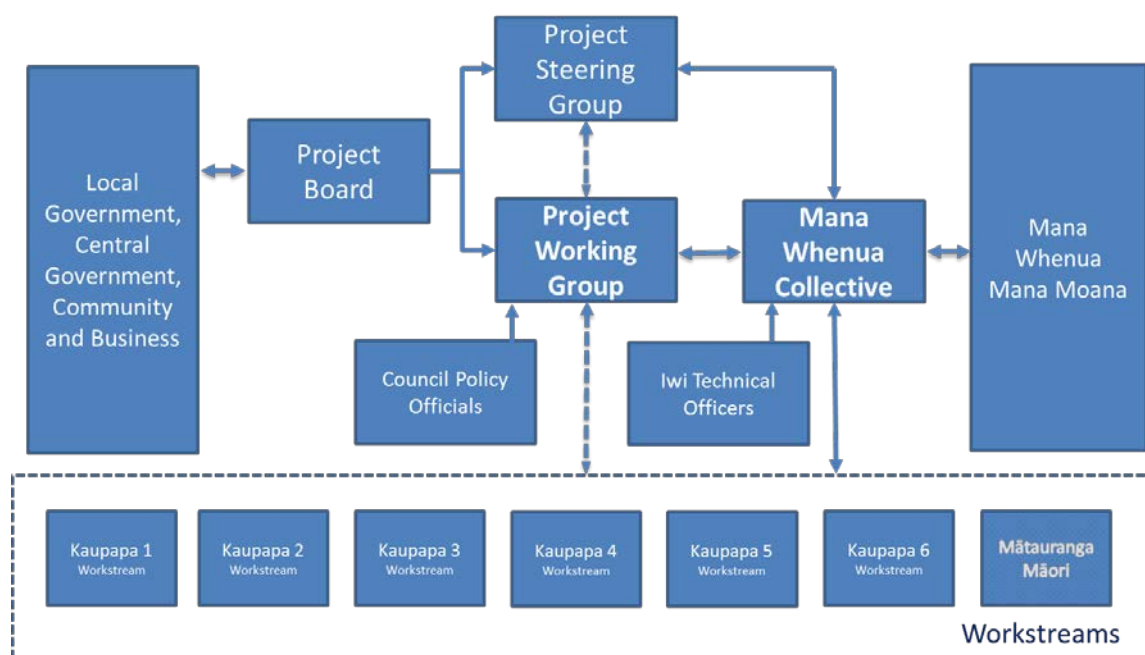 Local
Government,
Central
Government,
Community
and Business
Project
Board
Project
Steering
Group
Project
Working
Group
Mana
Whenua
Collective
Mana
Whenua
Mana Moana
Council Policy
Officials
Iwi Technical
Officers
Kaupapa 1
Workstream
Kaupapa 2
Workstream
Kaupapa 3
Workstream
Kaupapa 4
Workstream
Kaupapa 5
Workstream
Kaupapa 6
Workstream
Mātauranga
Māori
Workstreams